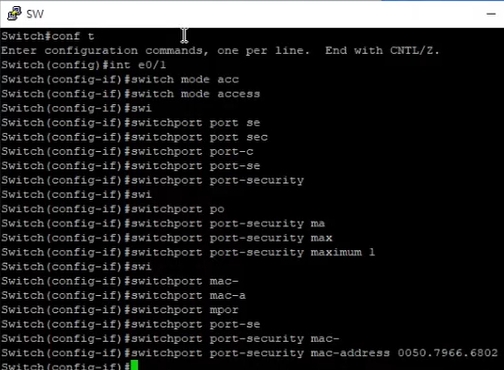 SW
Switch#conf t
Enter configuration commands, one per line.  End with CNTL/Z.
Switch(config)#int e0/1
Switch(config-if)#switch mode acc
Switch(config-if)#switch mode access
Switch(config-if)#swi
Switch(config-if)#switchport port se
Switch(config-if)#switchport port sec
Switch(config-if)#switchport port-c
Switch(config-if)#switchport port-se
Switch(config-if)#switchport port-security
Switch(config-if)#swi
Switch(config-if)#switchport po
Switch(config-if)#switchport port-security ma
Switch(config-if)#switchport port-security max
Switch(config-if)#switchport port-security maximum 1
Switch(config-if)#swi
Switch(config-if)#switchport mac-
Switch(config-if)#switchport mac-a
Switch(config-if)#switchport mpor
Switch(config-if)#switchport port-se
Switch(config-if)#switchport port-security mac-
Switch(config-if)#switchport port-security mac-address 0050.7966.6802
Switch(config-if)#